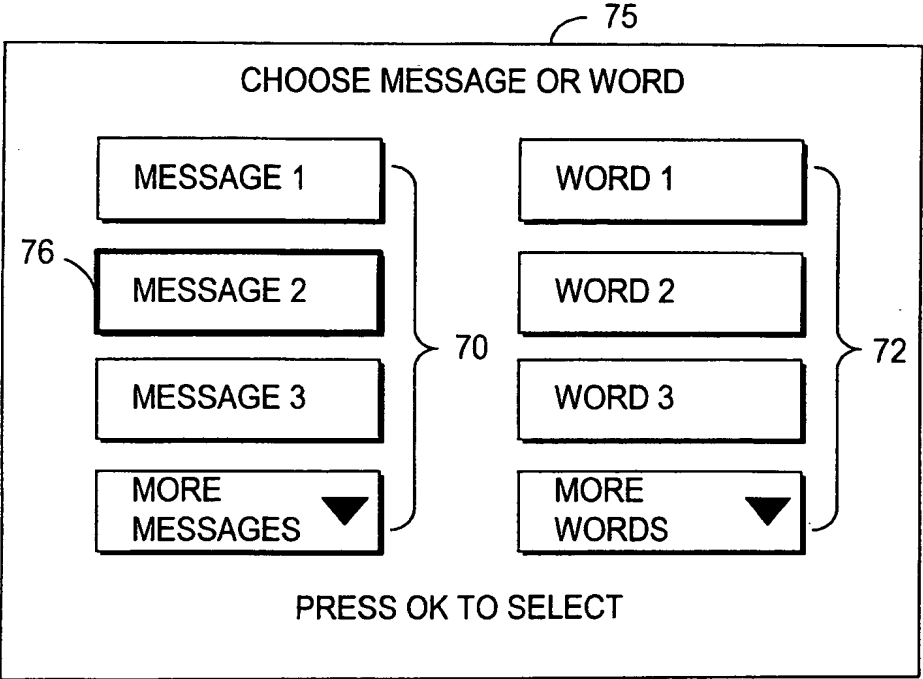 75
CHOOSE MESSAGE OR WORD
MESSAGE 1
WORD 1
76
MESSAGE 2
WORD 2
70
72
MESSAGE 3
WORD 3
MORE
MESSAGES
MORE
WORDS
PRESS OK TO SELECT